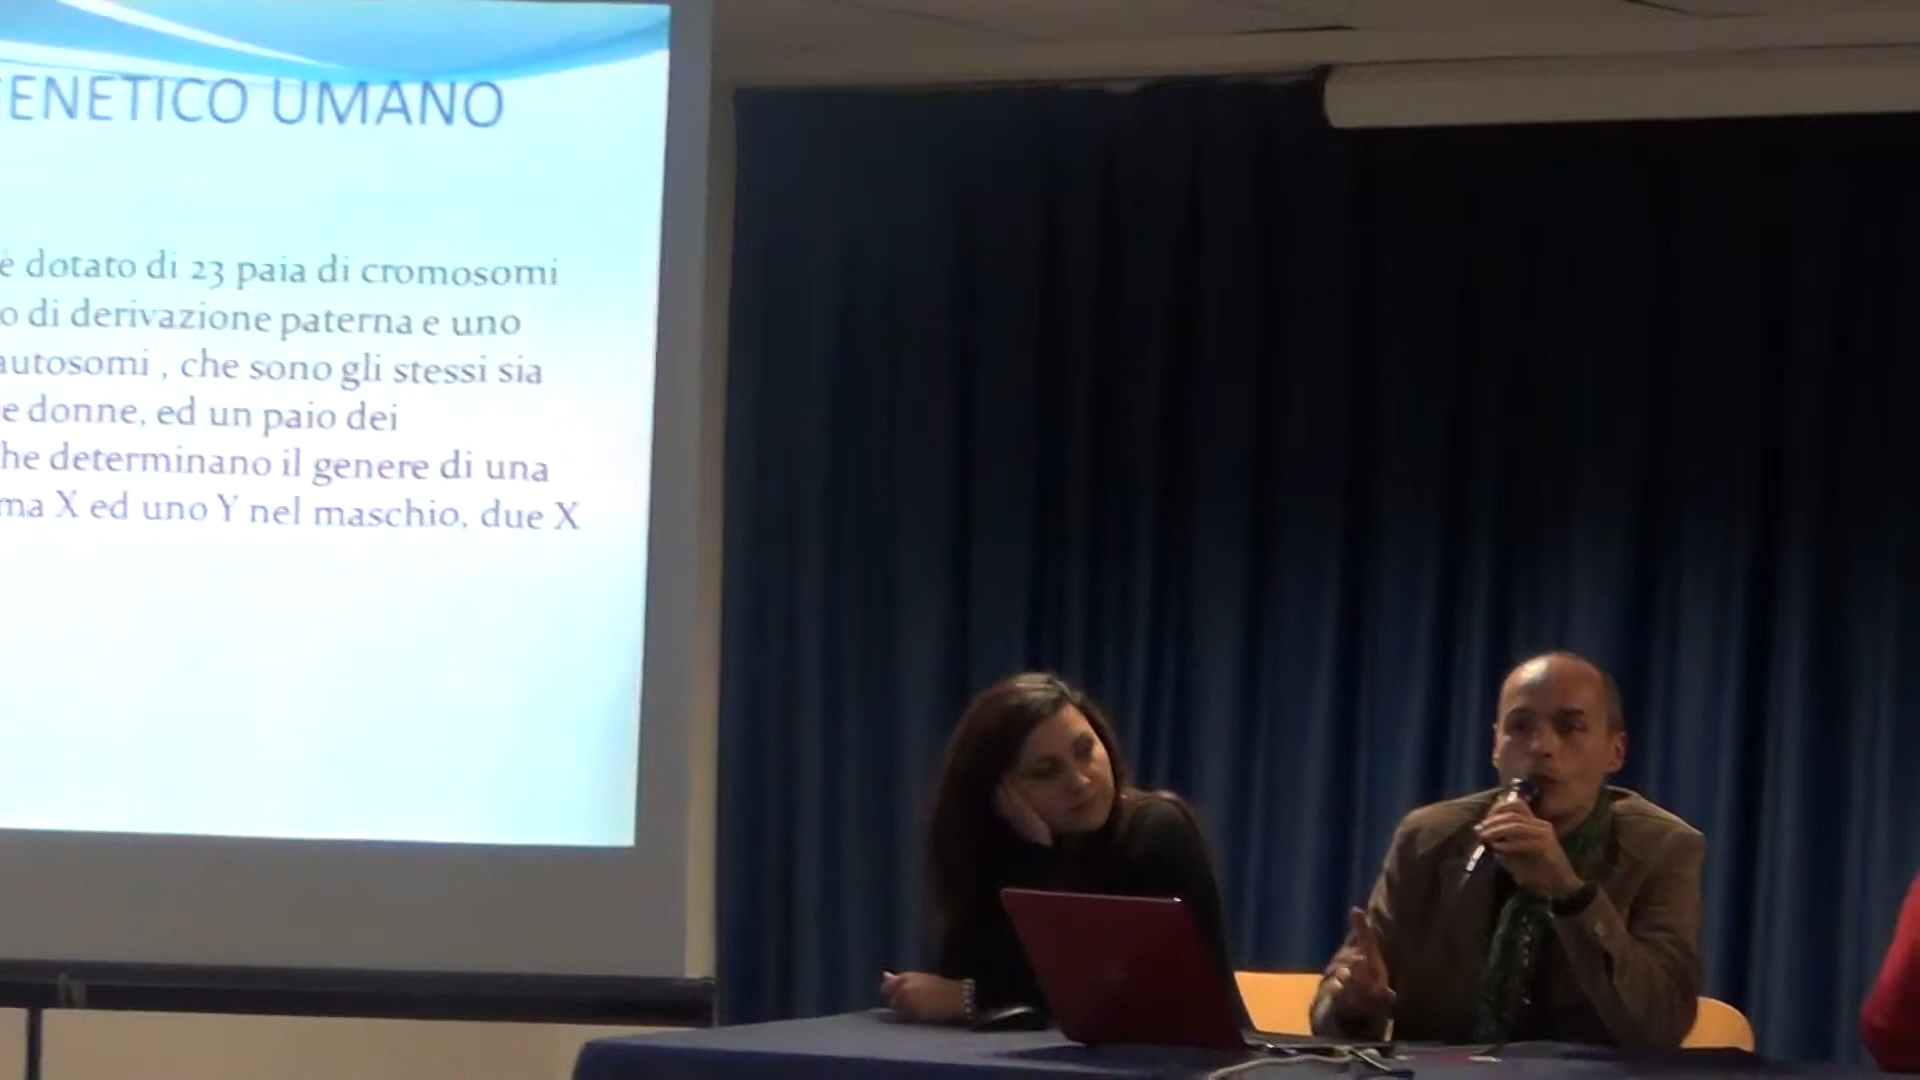 GENETICO UMANO
è dotato di 23 paia di cromosomi
o di derivazione paterna e uno
autosomi , che sono gli stessi sia
e donne, ed un paio dei
he determinano il genere di una
ma X ed uno Y nel maschio, due X